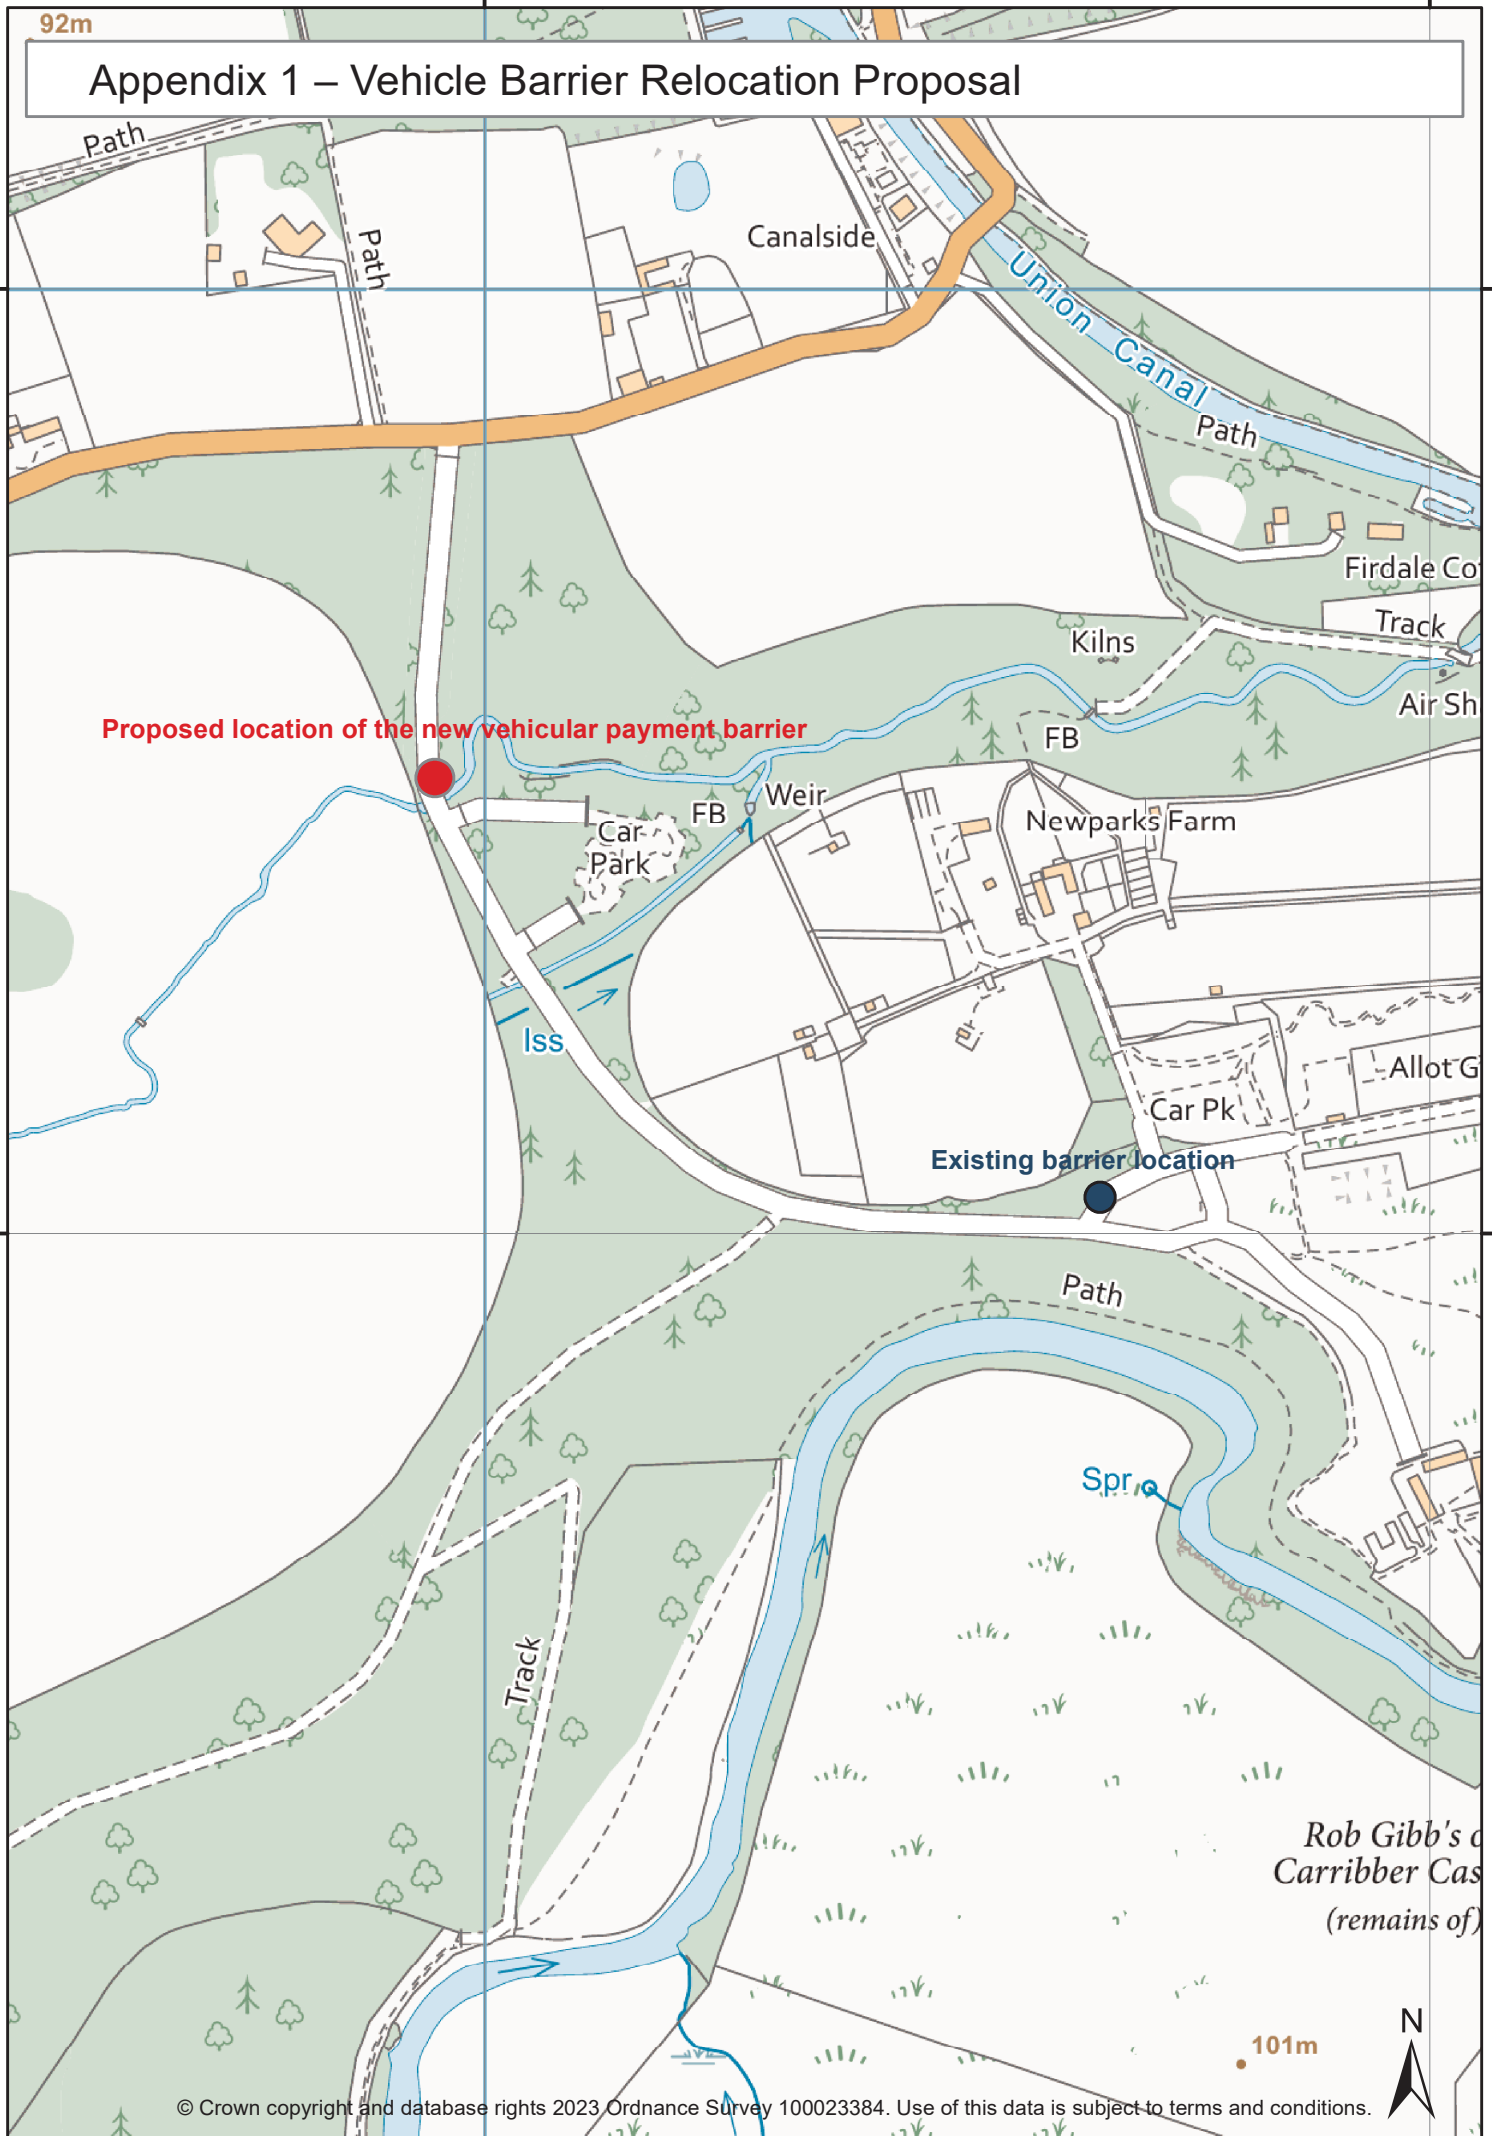 92m
Appendix 1 – Vehicle Barrier Relocation Proposal
Path
Path
Canalside
Union Canal
Path
Firdale Co
Track
Kilns
Air Sh
Proposed location of the new vehicular payment barrier
FB
Weir
FB
Car
Park
Newparks Farm
Iss
Allot G
Car Pk
Existing barrier location
Path
Spr
Track
Rob Gibb's
Carribber Cas
(remains of)
N
101m
© Crown copyright and database rights 2023 Ordnance Survey 100023384. Use of this data is subject to terms and conditions.